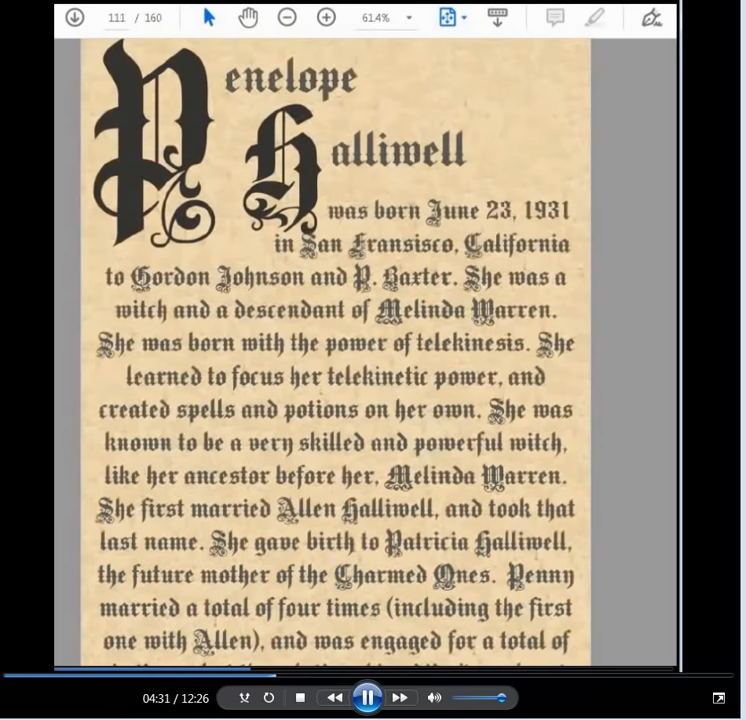 111 / 160
61.4%
Penelope
Halliwell
was born June 23, 1931
in San Fransisco, California
to Gordon Johnson and P. Baxter. She was a
witch and a descendant of Melinda Warren.
She was born with the power of telekinesis. She
learned to focus her telekinetic power, and
created spells and potions on her own. She was
known to be a very skilled and powerful witch,
like her ancestor before her, Melinda Warren.
She first married Allen Halliwell, and took that
last name. She gave birth to Patricia Halliwell,
the future mother of the Charmed Ones. Penny
married a total of four times (including the first
one with Allen), and was engaged for a total of
04:31 / 12:26